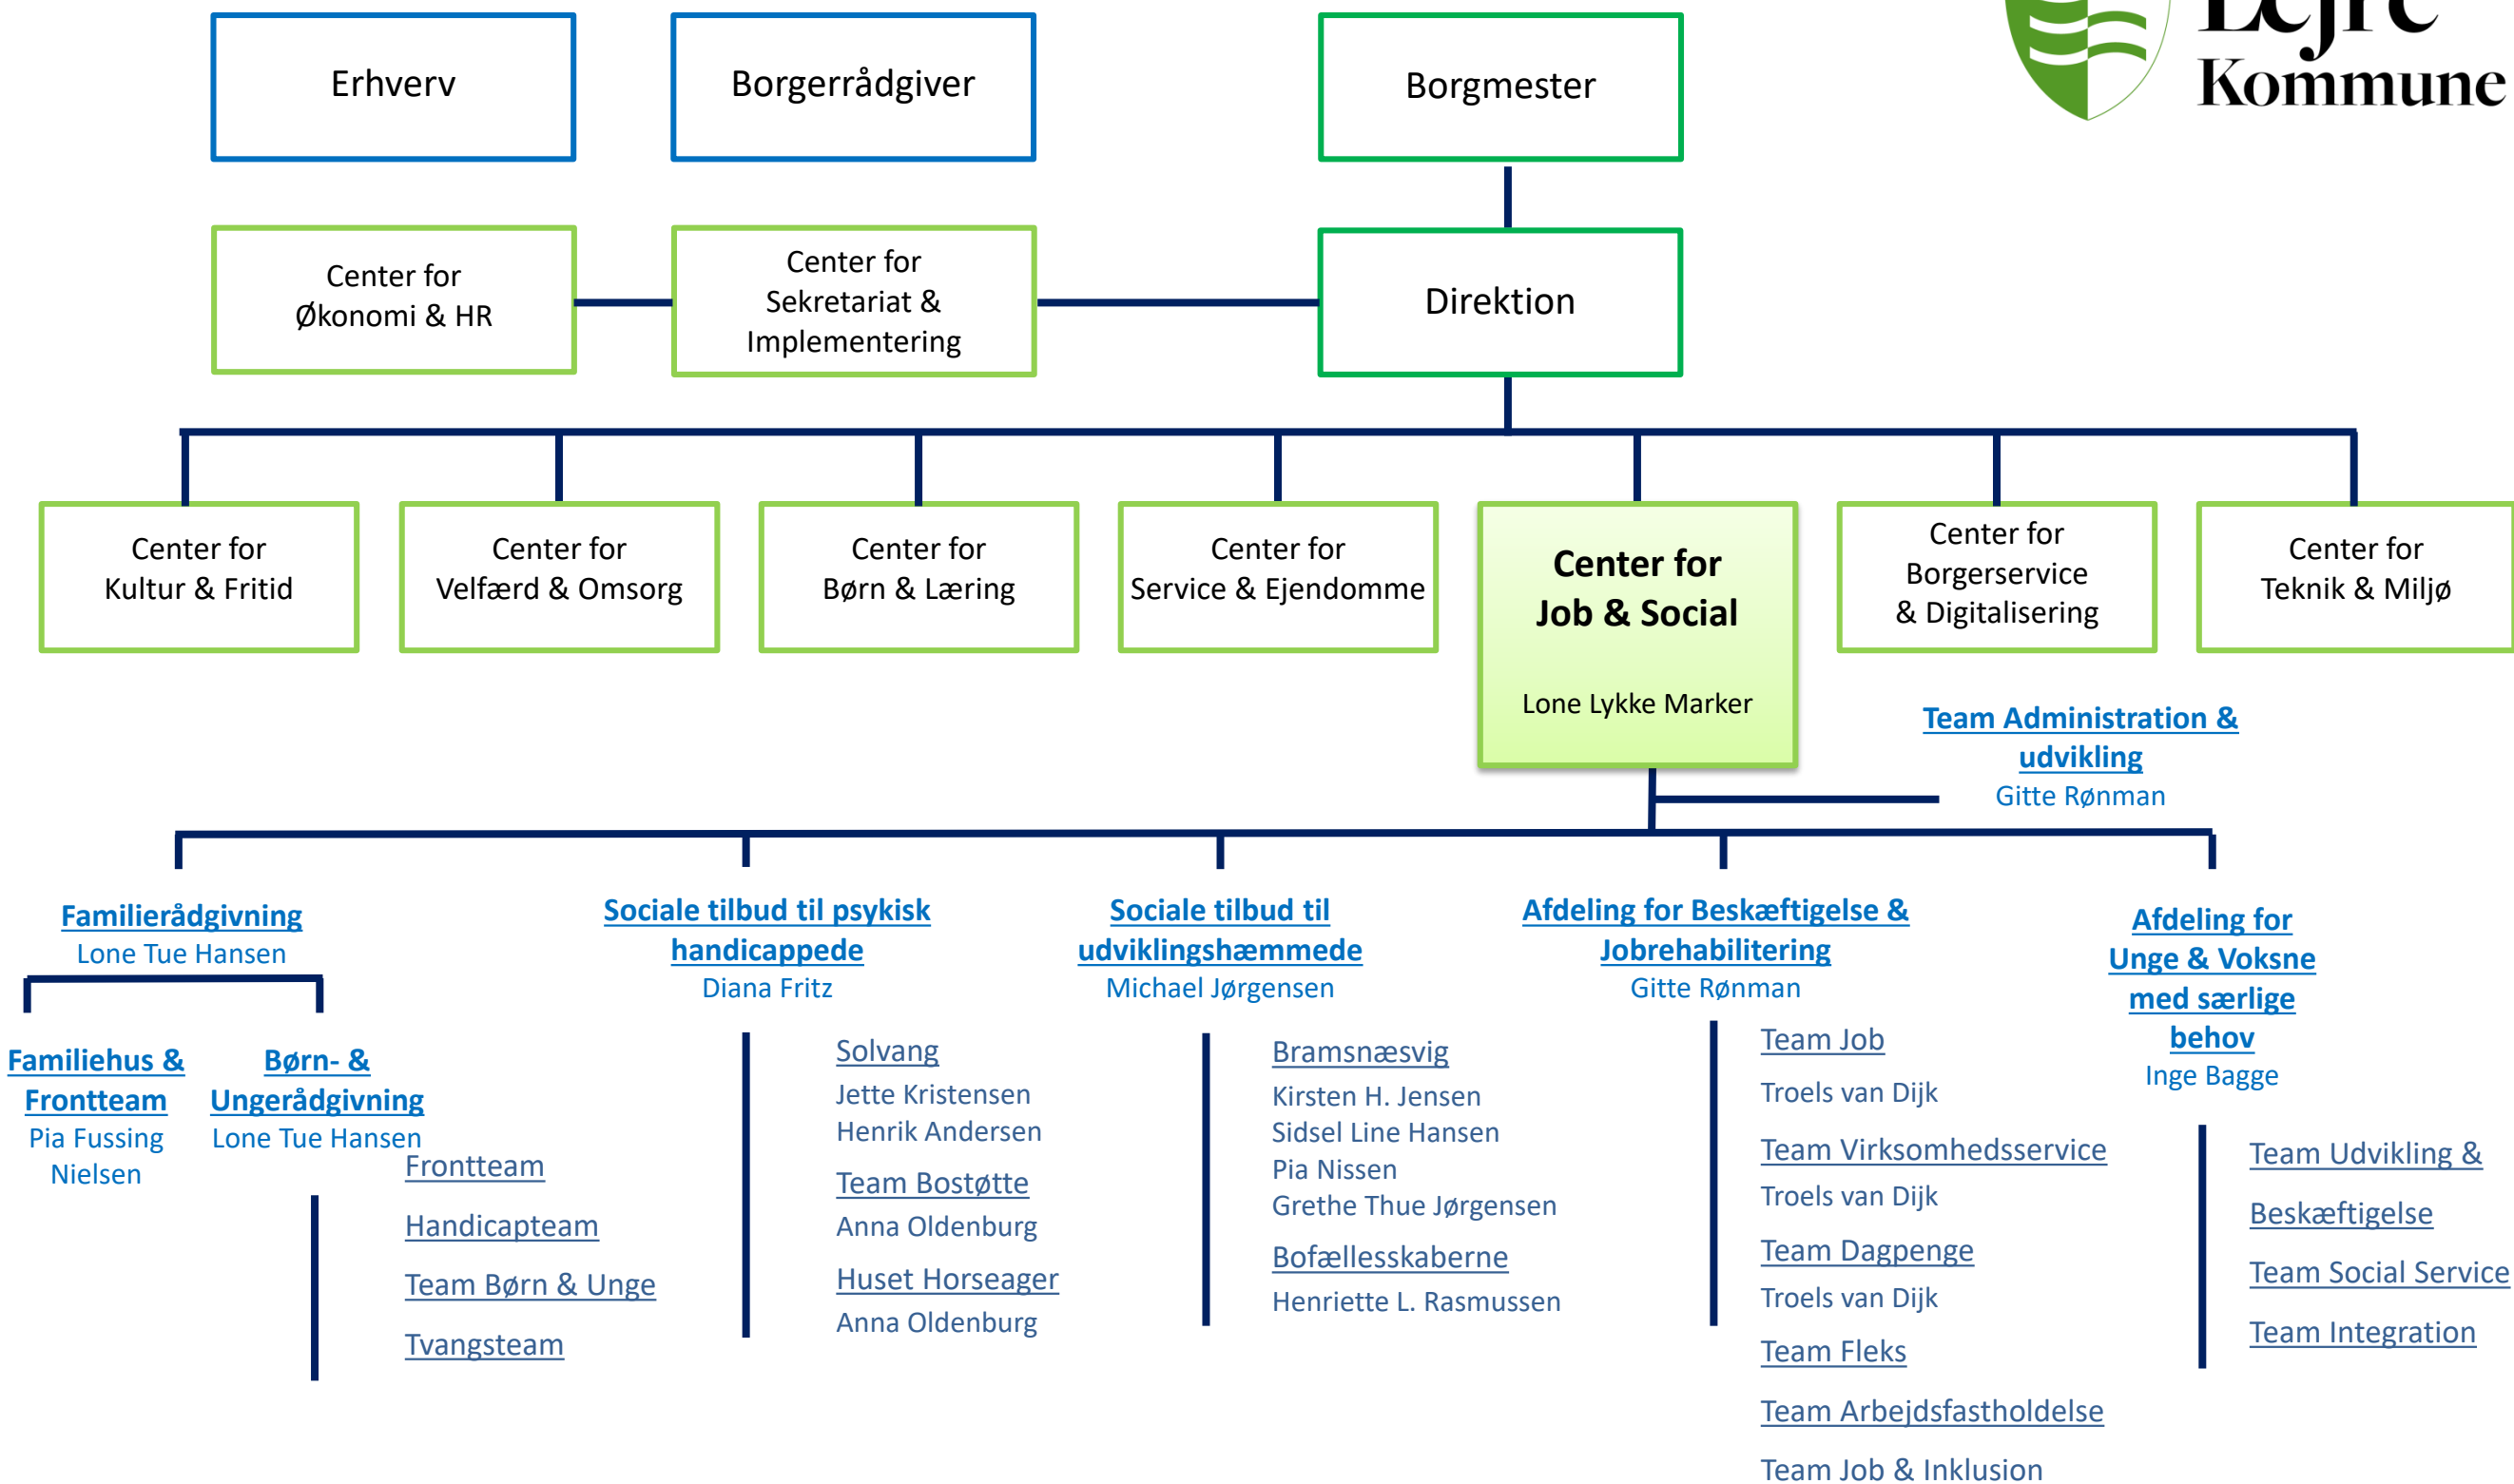 Lejre
Kommune
Erhverv
Borgerrådgiver
Borgmester
Center for
Økonomi & HR
Center for
Sekretariat &
Implementering
Direktion
Center for
Kultur & Fritid
Center for
Velfærd & Omsorg
Center for
Børn & Læring
Center for
Service & Ejendomme
Center for
Job & Social
Lone Lykke Marker
Center for
Borgerservice
& Digitalisering
Center for
Teknik & Miljø
Team Administration &
udvikling
Gitte Rønman
Familierådgivning
Lone Tue Hansen
Familiehus &
Frontteam
Pia Fussing
Nielsen
Børn- &
Ungerådgivning
Lone Tue Hansen
Frontteam
Handicapteam
Team Børn & Unge
Tvangsteam
Sociale tilbud til psykisk
handicappede
Diana Fritz
Solvang
Jette Kristensen
Henrik Andersen
Team Bostøtte
Anna Oldenburg
Huset Horseager
Anna Oldenburg
Sociale tilbud til
udviklingshæmmede
Michael Jørgensen
Bramsnæsvig
Kirsten H. Jensen
Sidsel Line Hansen
Pia Nissen
Grethe Thue Jørgensen
Bofællesskaberne
Henriette L. Rasmussen
Afdeling for Beskæftigelse &
Jobrehabilitering
Gitte Rønman
Team Job
Troels van Dijk
Team Virksomhedsservice
Troels van Dijk
Team Dagpenge
Troels van Dijk
Team Fleks
Team Arbejdsfastholdelse
Team Job & Inklusion
Afdeling for
Unge & Voksne
med særlige
behov
Inge Bagge
Team Udvikling &
Beskæftigelse
Team Social Service
Team Integration